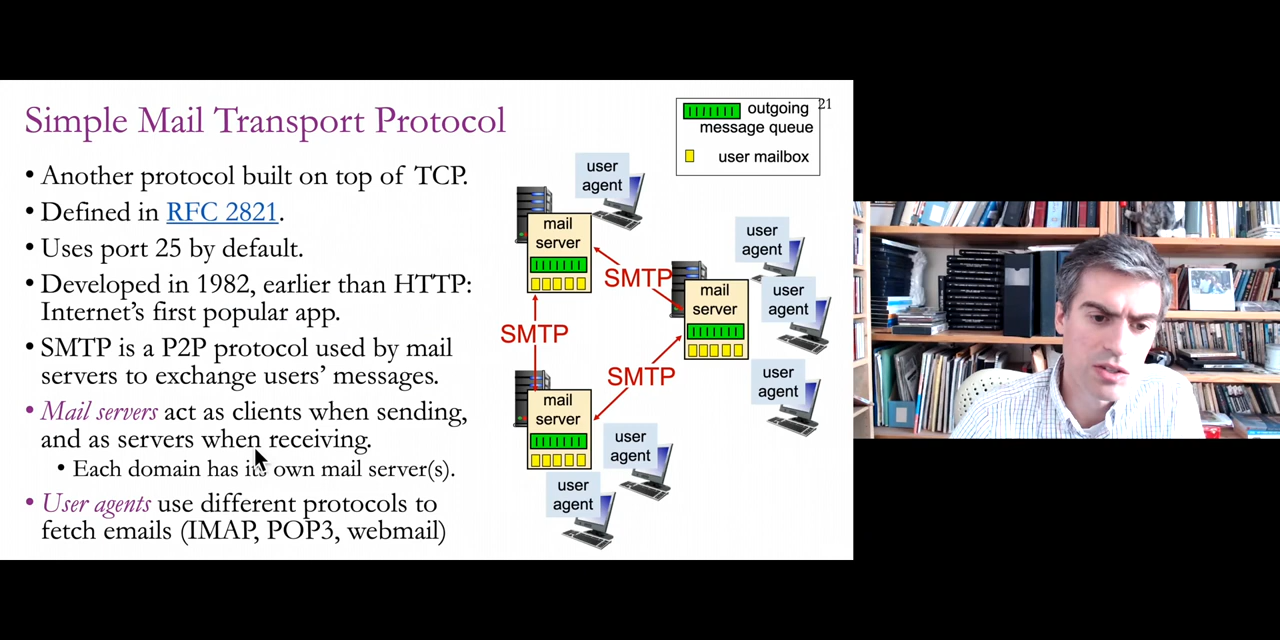 Simple Mail Transport Protocol
• Another protocol built on top of TCP.
• Defined in RFC 2821.
• Uses port 25 by default.
• Developed in 1982, earlier than HTTP:
Internet's first popular app.
• SMTP is a P2P protocol used by mail
servers to exchange users' messages.
• Mail servers act as clients when sending,
and as servers when receiving.
• Each domain has its own mail server(s).
• User agents use different protocols to
fetch emails (IMAP, POP3, webmail)
21
outgoing
message queue
user mailbox
user
agent
mail
server
SMTP
user
agent
mail
server
user
agent
user
agent
SMTP
SMTP
mail
server
user
agent
user
agent